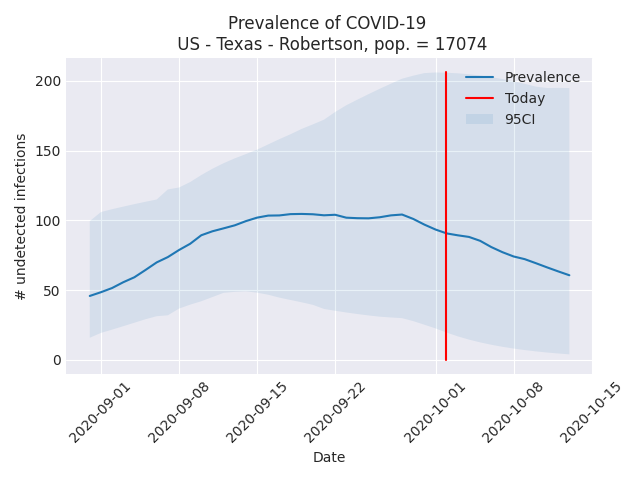 Prevalence of COVID-19
US - Texas - Robertson, pop. = 17074
# undetected infections
200
150
100
50
0
Prevalence
Today
95CI
2020-09-01
2020-09-08
2020-09-15
2020-09-22
2020-10-01
2020-10-08
2020-10-15
Date